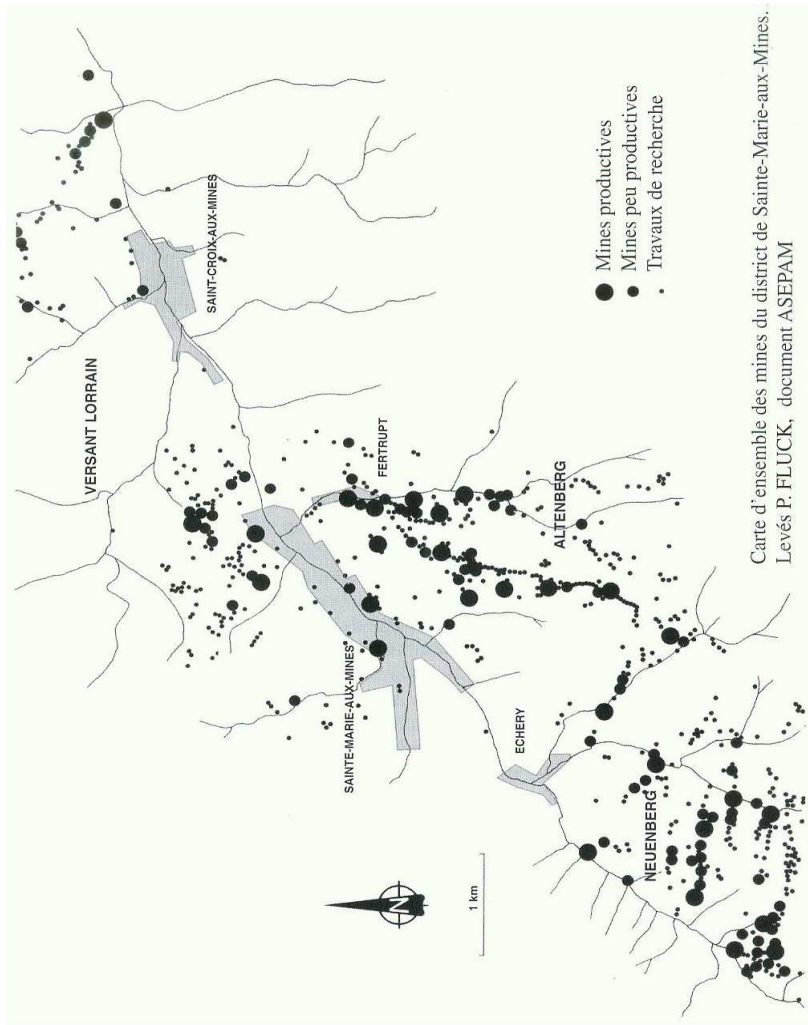 VERSANT LORRAIN
SAINT-CROIX-AUX-MINES
SAINTE-MARIE-AUX-MINES
FERTRUPT
ALTENBERG
ECHERY
NEUENBERG
N
1 km
Mines productives
Mines peu productives
Travaux de recherche
Carte d'ensemble des mines du district de Sainte-Marie-aux-Mines.
Levés P. FLUCK, document ASEPAM